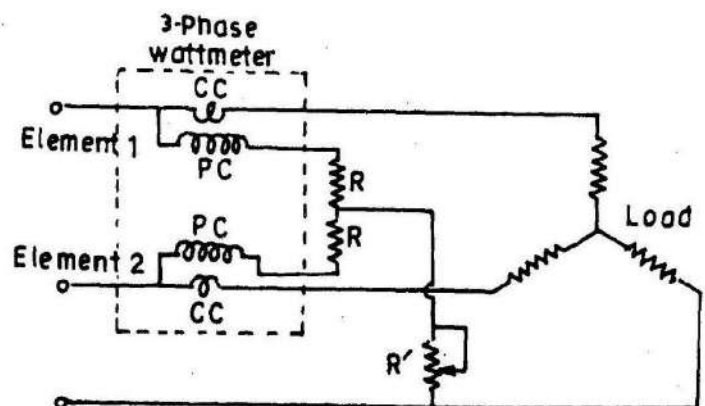 3-Phase
wattmeter
CC
Element 1
PC
R
PC
R
Load
Element 2
CC
R′